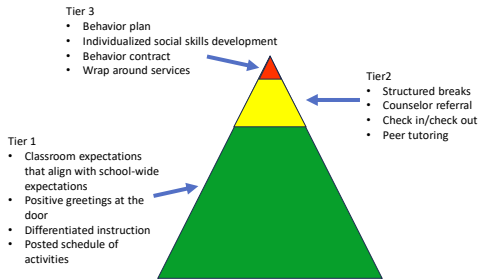 Tier 3
• Behavior plan
• Individualized social skills development
• Behavior contract
• Wrap around services
Tier2
• Structured breaks
• Counselor referral
• Check in/check out
• Peer tutoring
Tier 1
• Classroom expectations
that align with school-wide
expectations
• Positive greetings at the
door
• Differentiated instruction
• Posted schedule of
activities